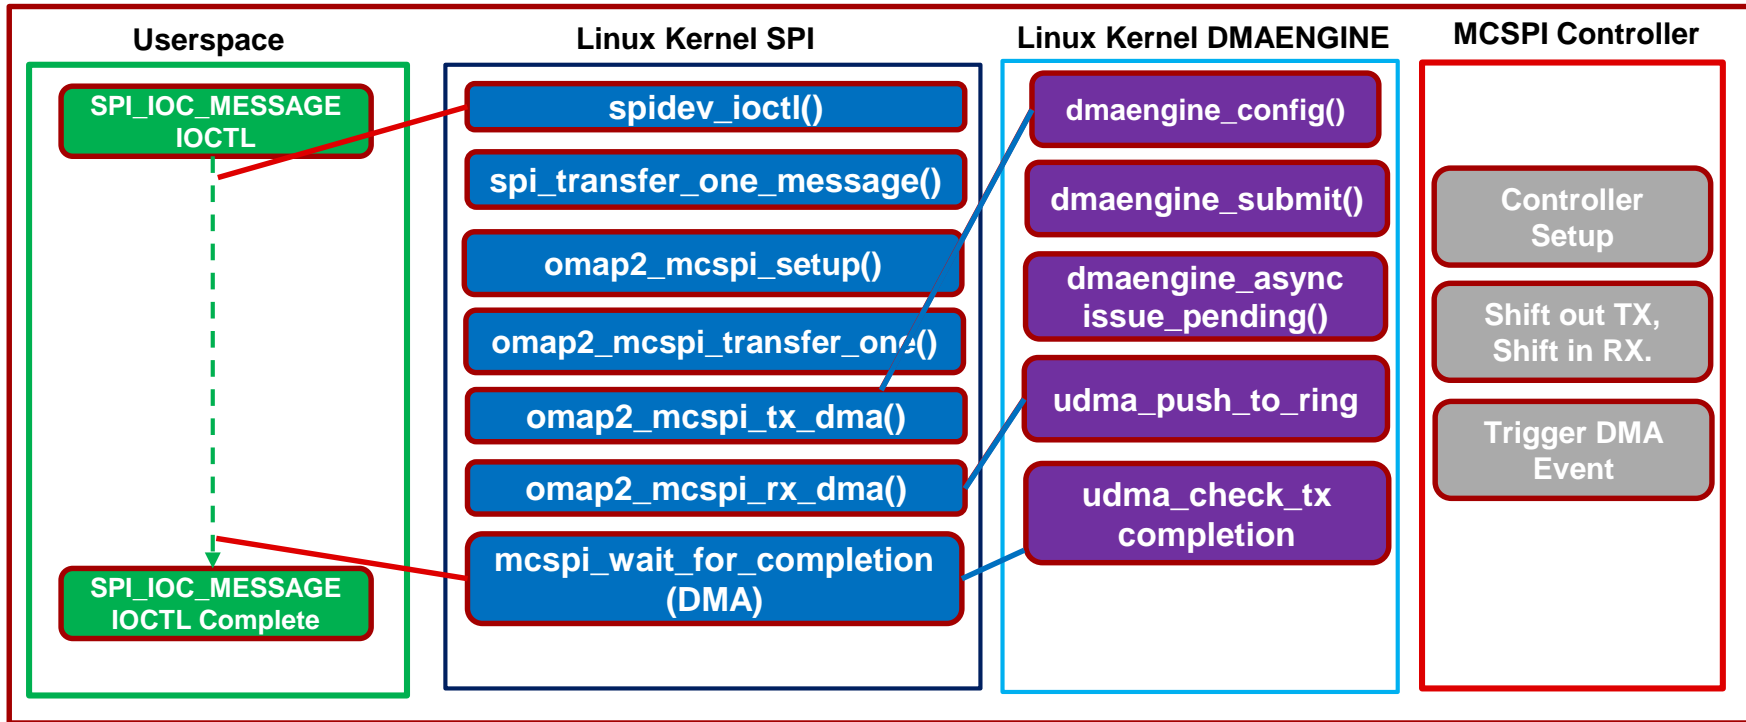 Userspace
SPI_IOC_MESSAGE
IOCTL
SPI_IOC_MESSAGE
IOCTL Complete
Linux Kernel SPI
spidev_ioctl()
spi_transfer_one_message()
omap2_mcspi_setup()
omap2_mcspi_transfer_one()
omap2_mcspi_tx_dma()
omap2_mcspi_rx_dma()
mcspi_wait_for_completion
(DMA)
Linux Kernel DMAENGINE
dmaengine_config()
dmaengine_submit()
dmaengine_async
issue_pending()
udma_push_to_ring
udma_check_tx
completion
MCSPI Controller
Controller
Setup
Shift out TX,
Shift in RX.
Trigger DMA
Event